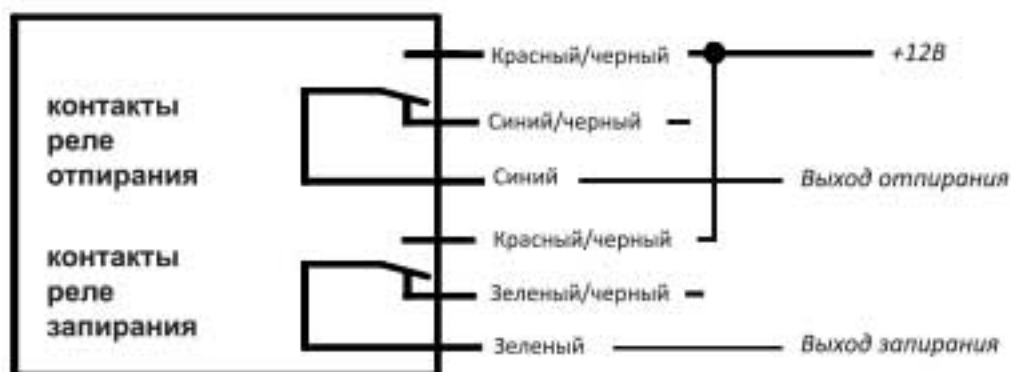 Красный/черный
+12В
контакты
реле
отпирания
Синий/черный
Синий
Выход отпирания
Красный/черный
контакты
реле
запирания
Зеленый/черный
Зеленый
Выход запирания